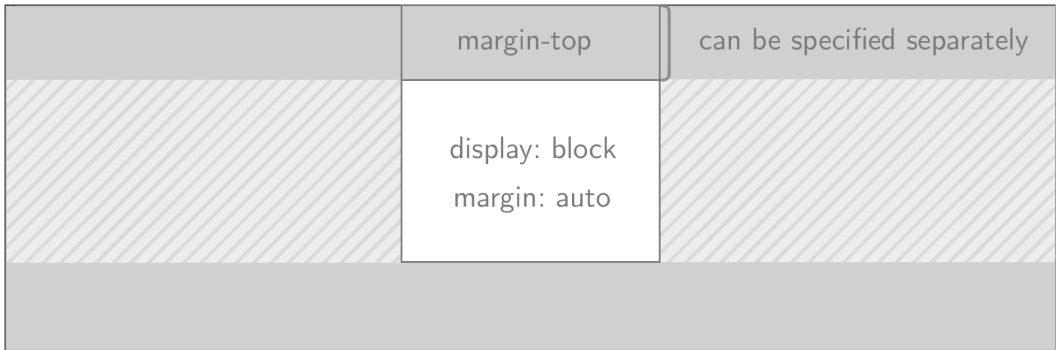 margin-top
can be specified separately
display: block
margin: auto